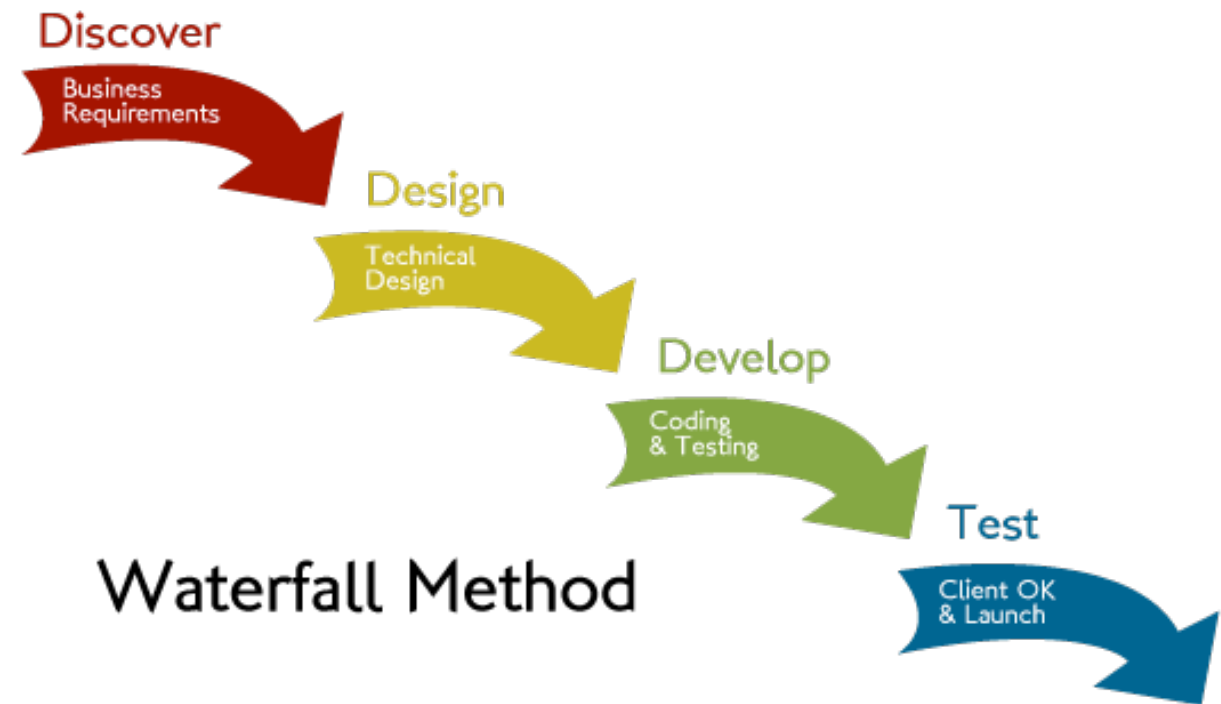 Discover
Business
Requirements
Design
Technical
Design
Develop
Coding
& Testing
Test
Client OK
& Launch
Waterfall Method